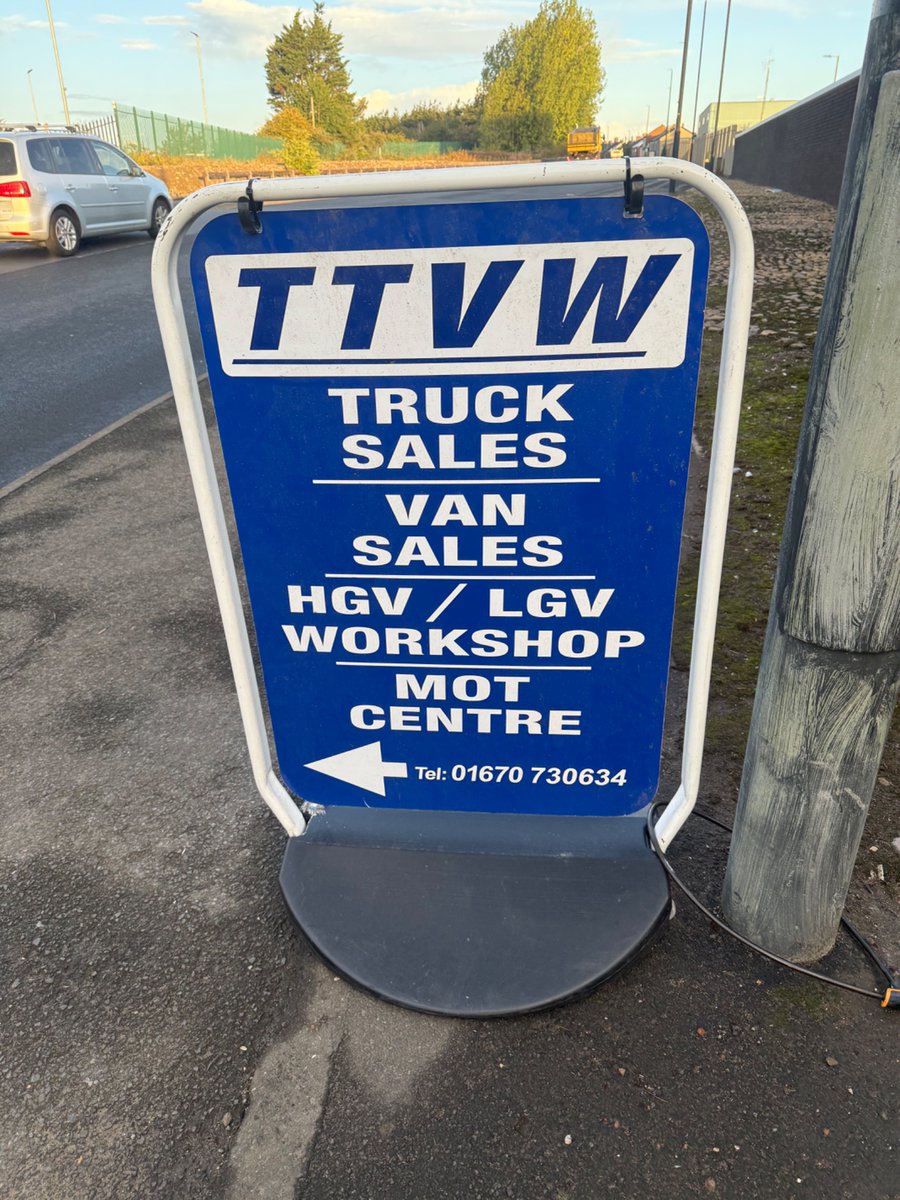 TTVW
TRUCK
SALES
VAN
SALES
HGV / LGV
WORKSHOP
MOT
CENTRE
Tel: 01670 730634